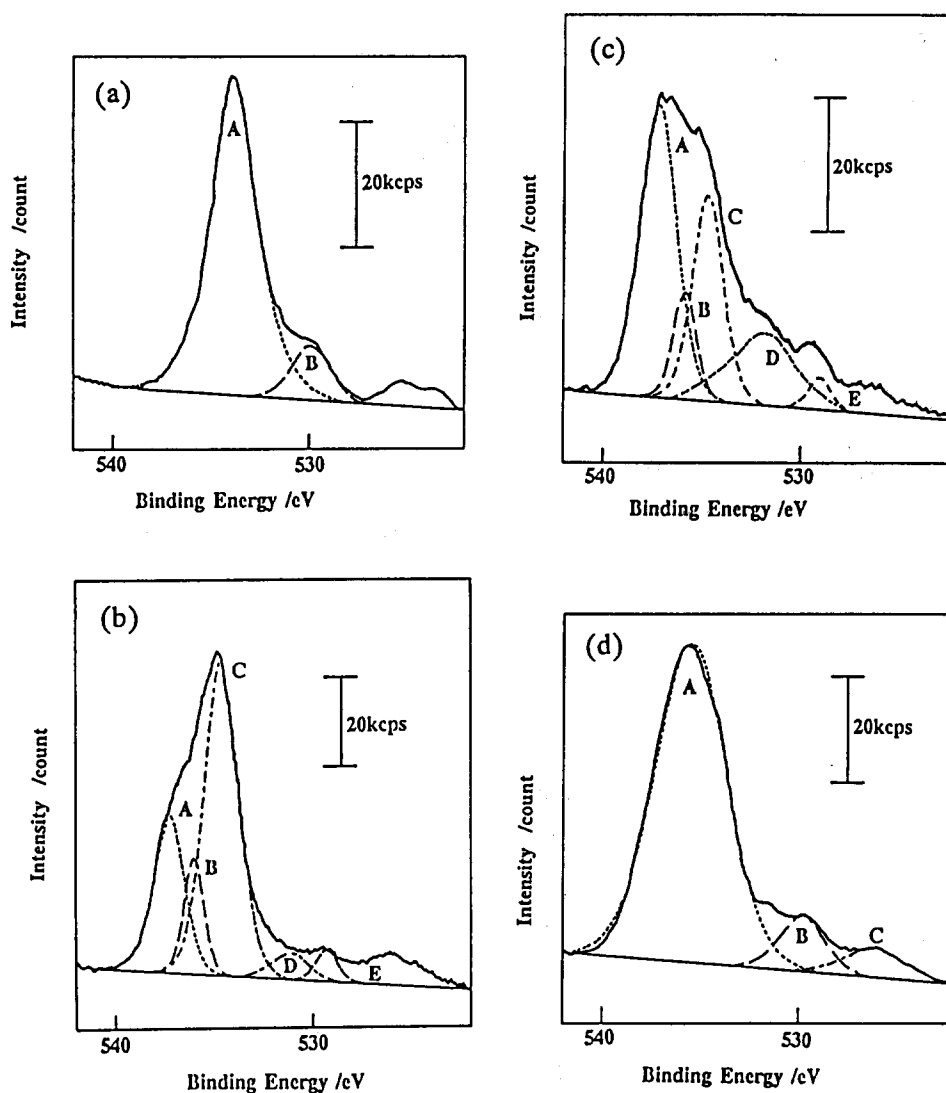 (a)
A
B
20kcps
Intensity /count
540
530
Binding Energy /eV
(c)
A
B
C
D
E
20kcps
Intensity /count
540
530
Binding Energy /eV
(b)
A
B
C
D
E
20kcps
Intensity /count
540
530
Binding Energy /eV
(d)
A
B
C
20kcps
Intensity /count
540
530
Binding Energy /eV